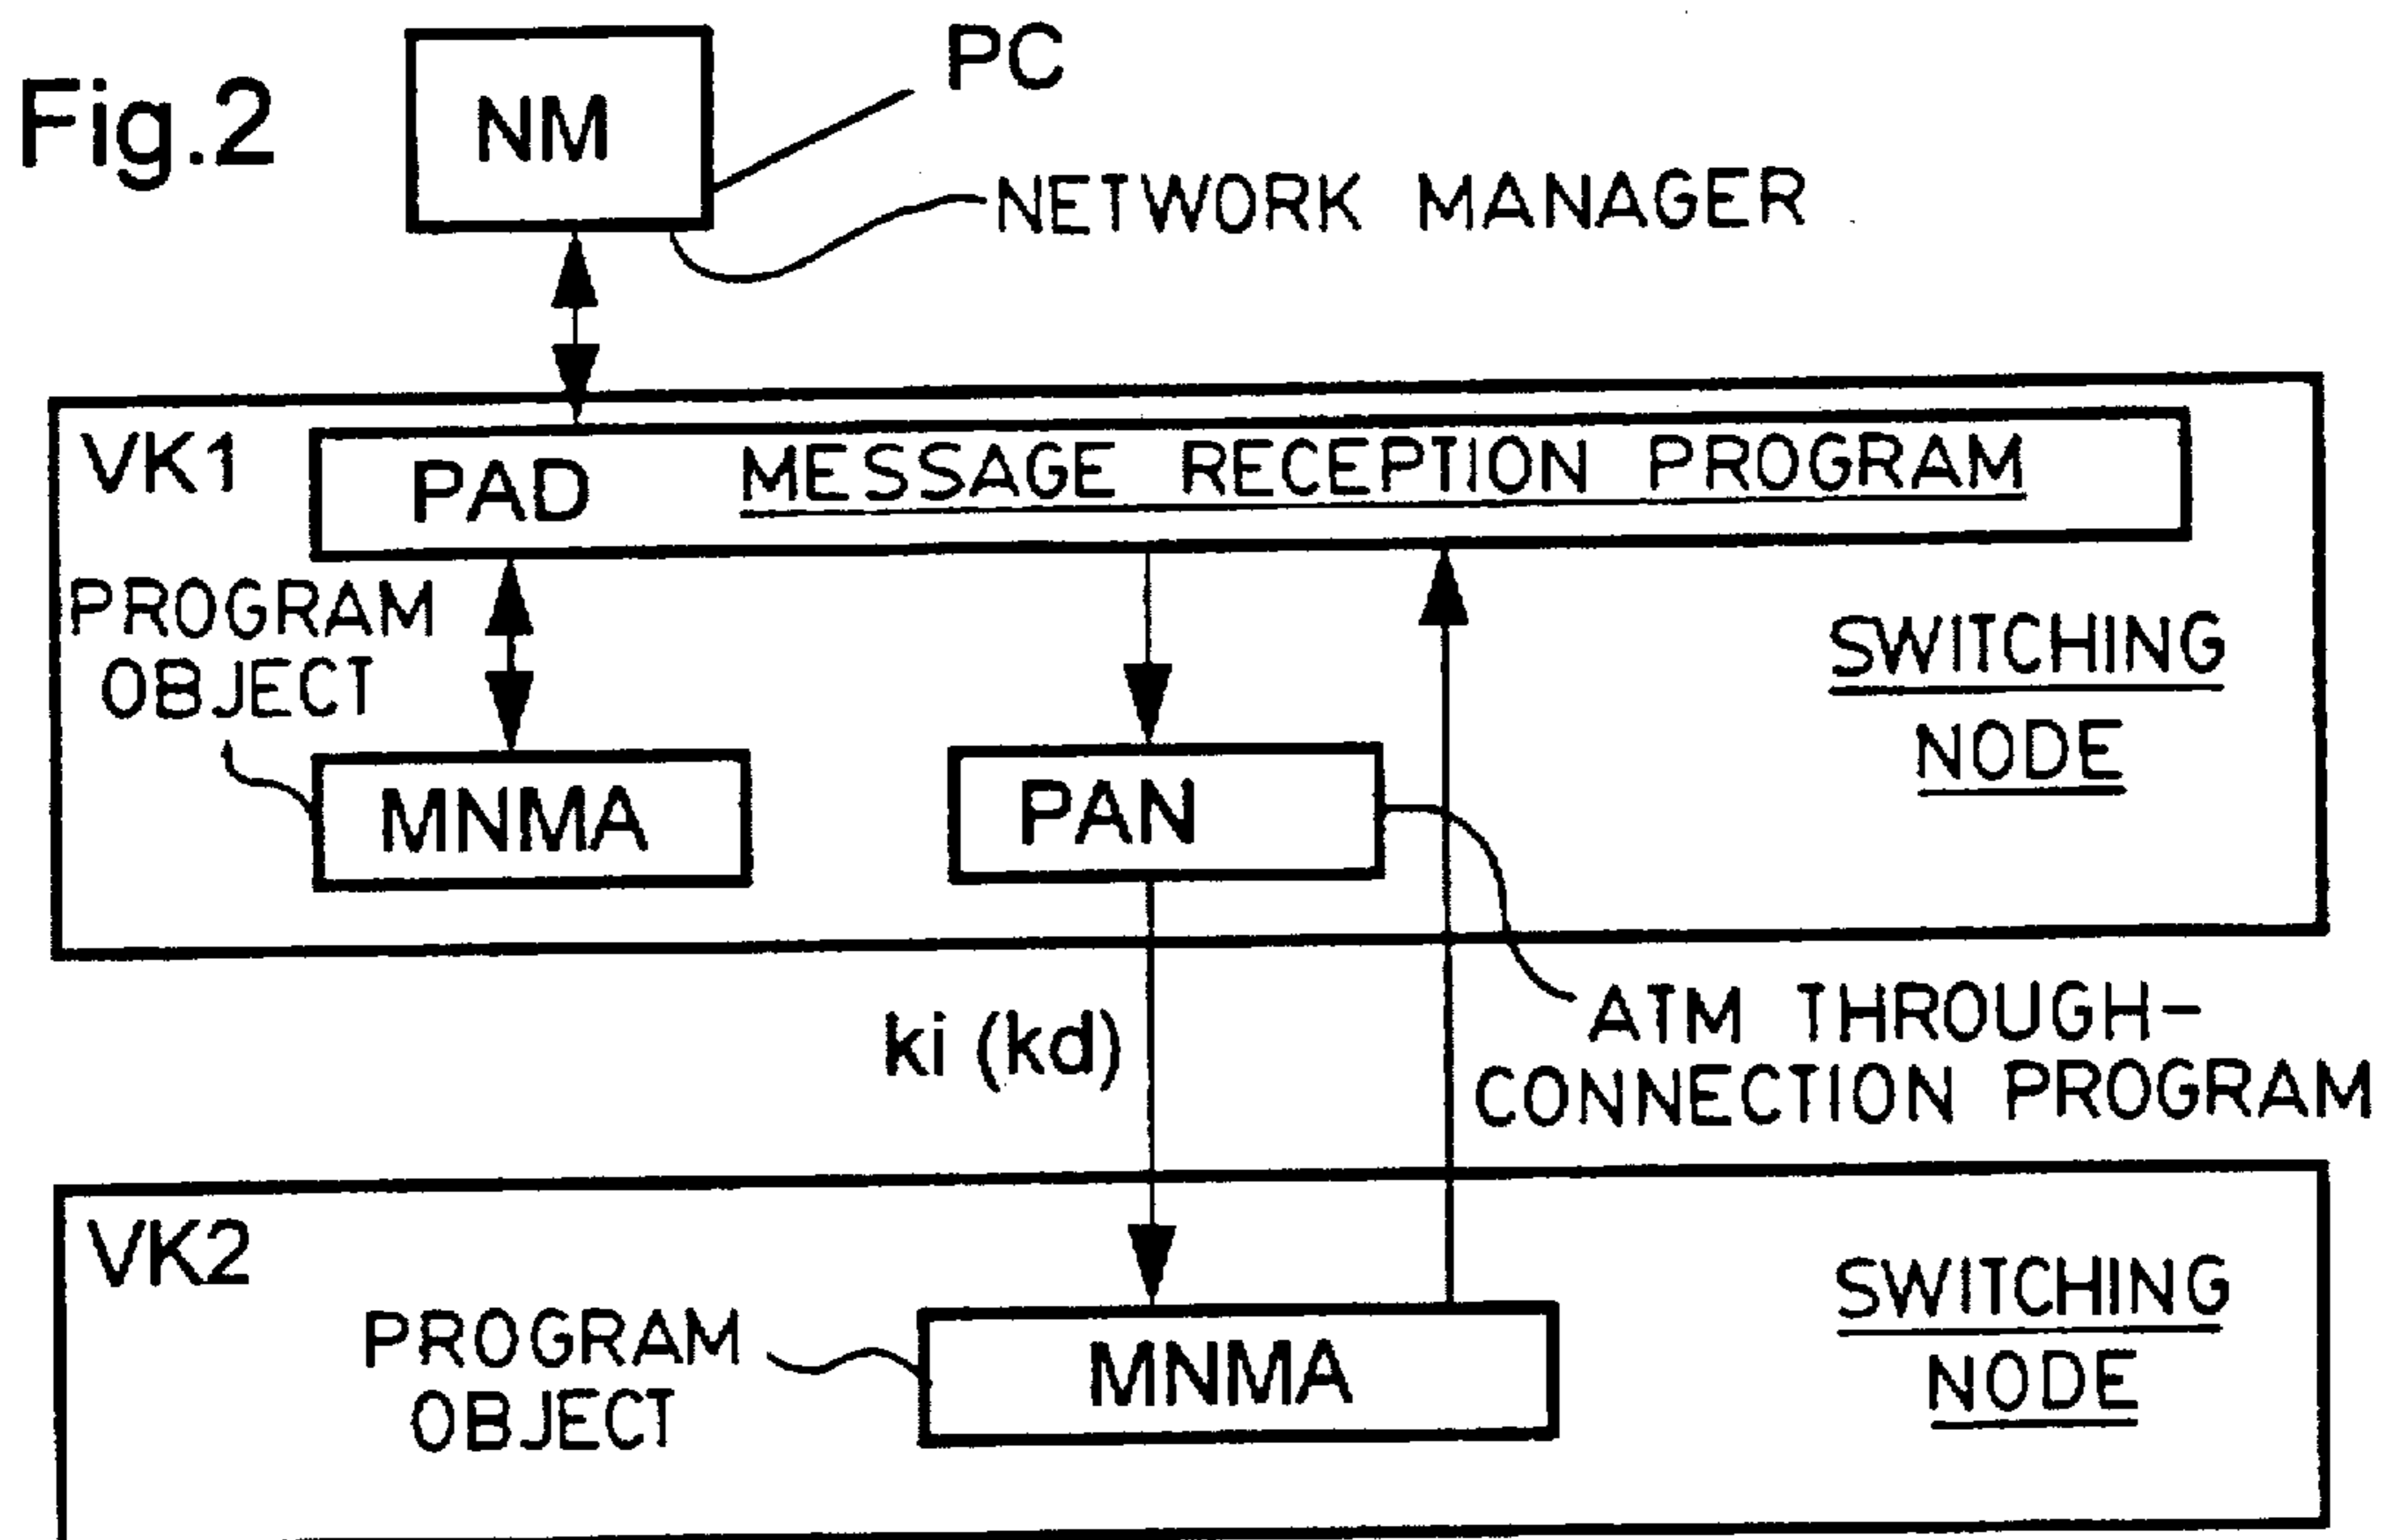 Fig.2
NM
PC
NETWORK MANAGER
VK1
PAD MESSAGE RECEPTION PROGRAM
PROGRAM
OBJECT
SWITCHING
NODE
MNMA
PAN
ki (kd)
ATM THROUGH-
CONNECTION PROGRAM
VK2
PROGRAM
OBJECT
MNMA
SWITCHING
NODE